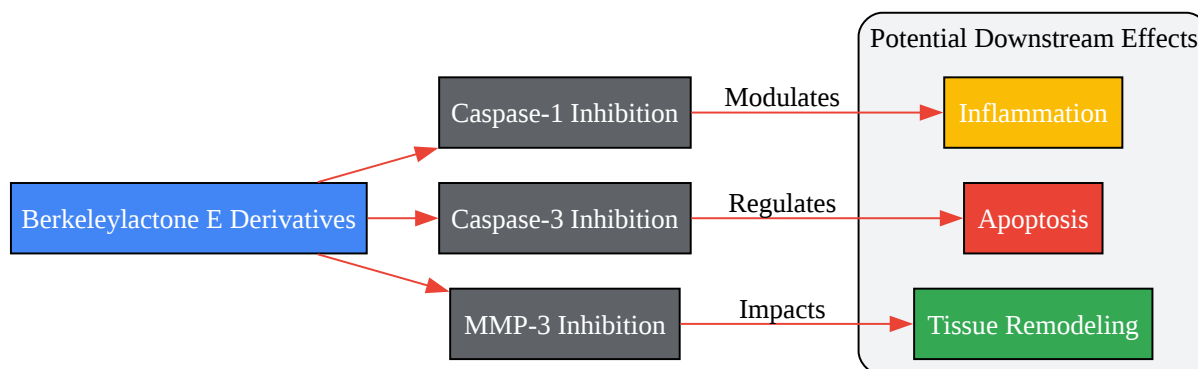 Potential Downstream Effects
Caspase-1 Inhibition
Modulates
Inflammation
Berkeleylactone E Derivatives
Caspase-3 Inhibition
Regulates
Apoptosis
MMP-3 Inhibition
Impacts
Tissue Remodeling